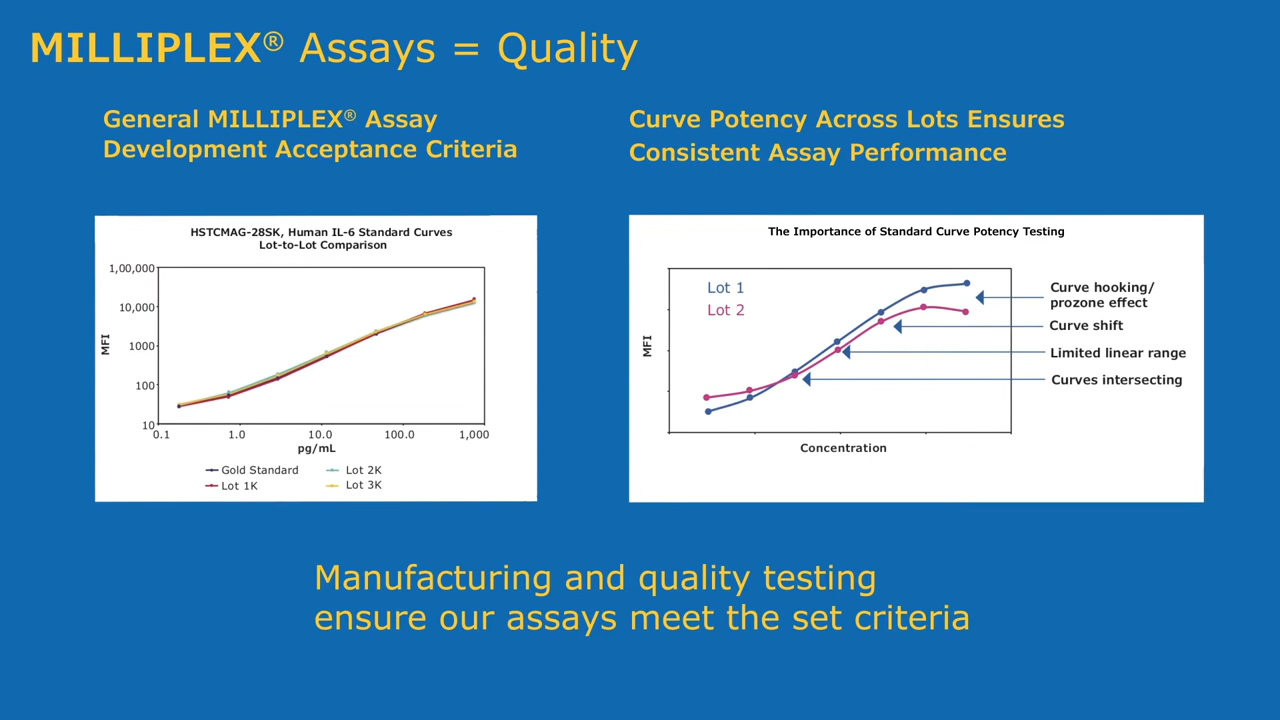 MILLIPLEX® Assays = Quality
General MILLIPLEX® Assay
Development Acceptance Criteria
Curve Potency Across Lots Ensures
Consistent Assay Performance
HSTCMAG-28SK, Human IL-6 Standard Curves
Lot-to-Lot Comparison
1,00,000
10,000
1000
100
10
MFI
0.1
1.0
10.0
100.0
1,000
pg/mL
Gold Standard
Lot 2K
Lot 1K
Lot 3K
The Importance of Standard Curve Potency Testing
Lot 1
Lot 2
MFI
Curve hooking/
prozone effect
Curve shift
Limited linear range
Curves intersecting
Concentration
Manufacturing and quality testing
ensure our assays meet the set criteria